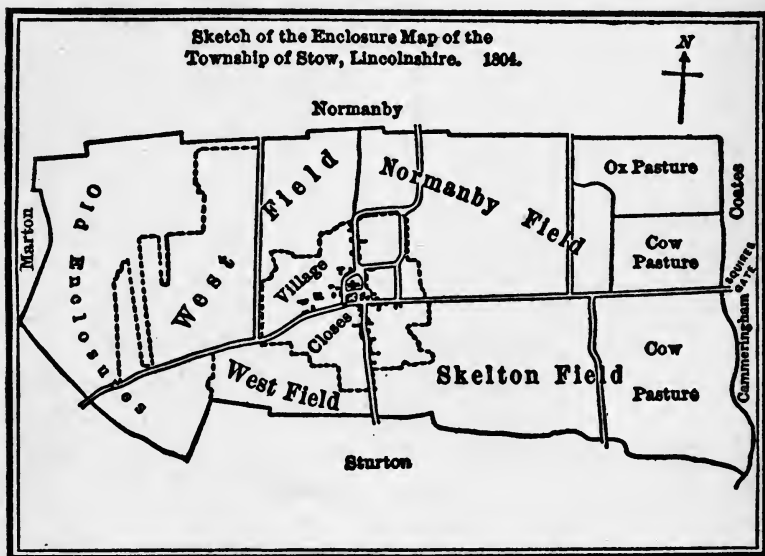 Sketch of the Enclosure Map of the
Township of Stow, Lincolnshire. 1804.
N
Normanby
Ox Pasture
Coates
Marton
Old Enclosures
West Field
Normanby Field
Cow
Pasture
SQUIRES
GATE
Village
Closes
West Field
Skelton Field
Cow
Pasture
Cammeringham
Sturton